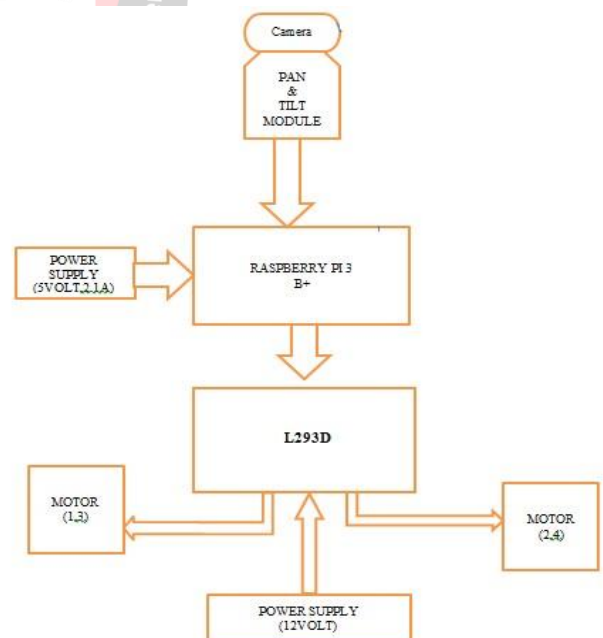 Camera
PAN
&
TILT
MODULE
POWER
SUPPLY
(5VOLT,2.1A)
RASPBERRY PI 3
B+
L293D
MOTOR
(1,3)
MOTOR
(2,4)
POWER SUPPLY
(12VOLT)